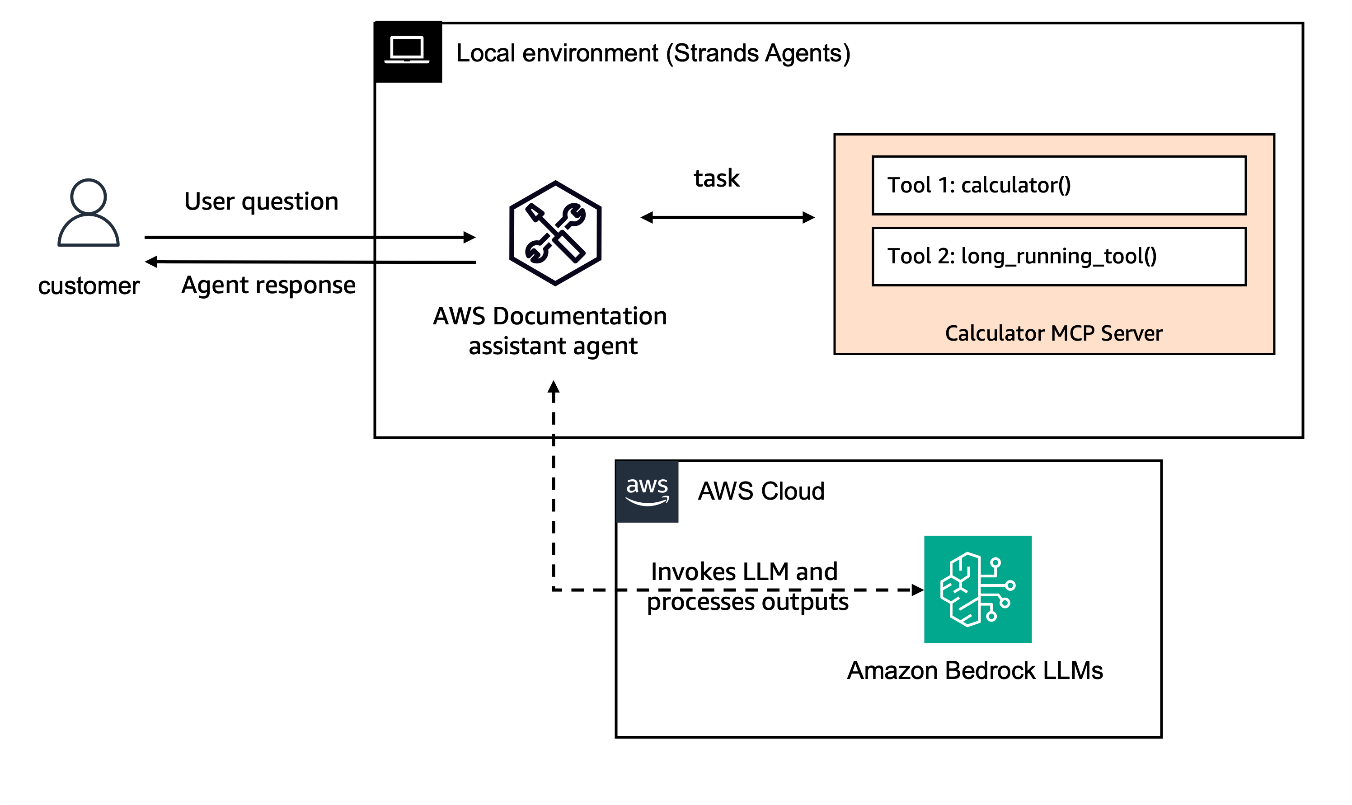 Local environment (Strands Agents)
User question
Agent response
customer
AWS Documentation
assistant agent
task
Tool 1: calculator()
Tool 2: long_running_tool()
Calculator MCP Server
aws
AWS Cloud
Invokes LLM and
processes outputs
Amazon Bedrock LLMs